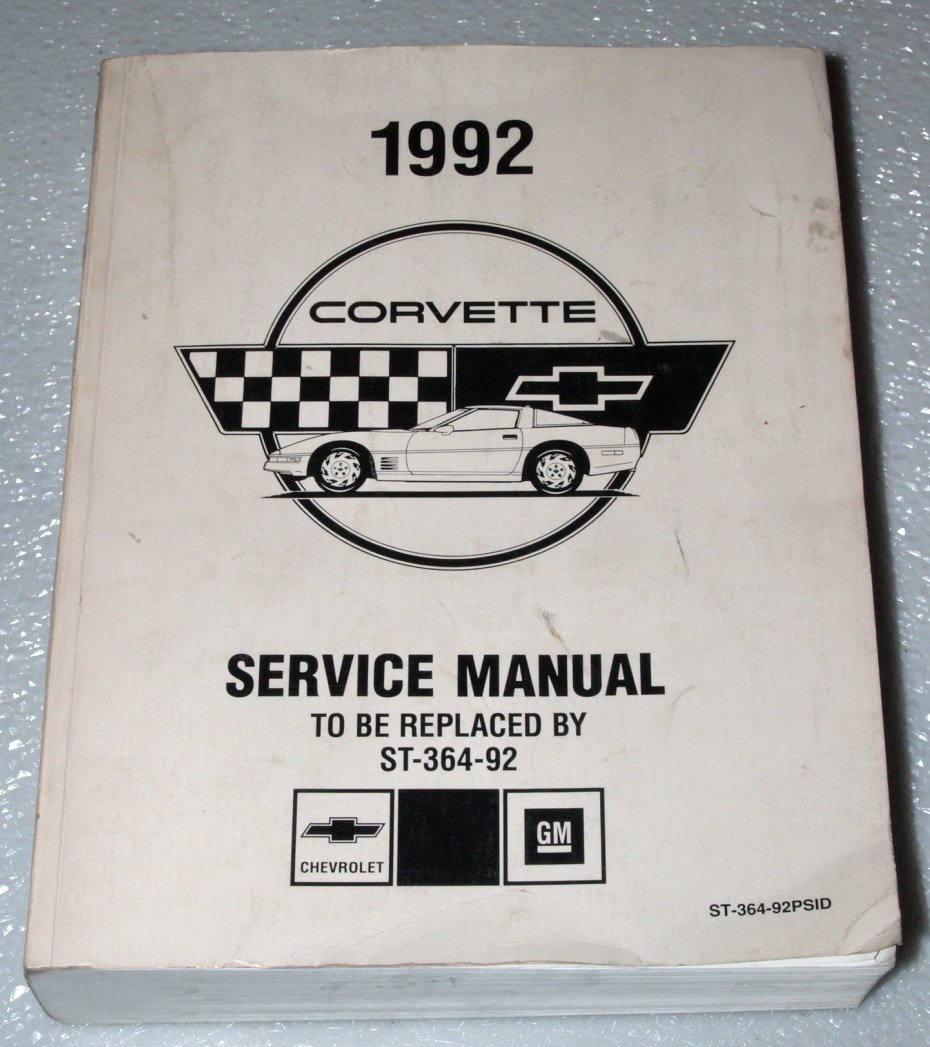 1992
CORVETTE
SERVICE MANUAL
TO BE REPLACED BY
ST-364-92
CHEVROLET
GM
ST-364-92PSID